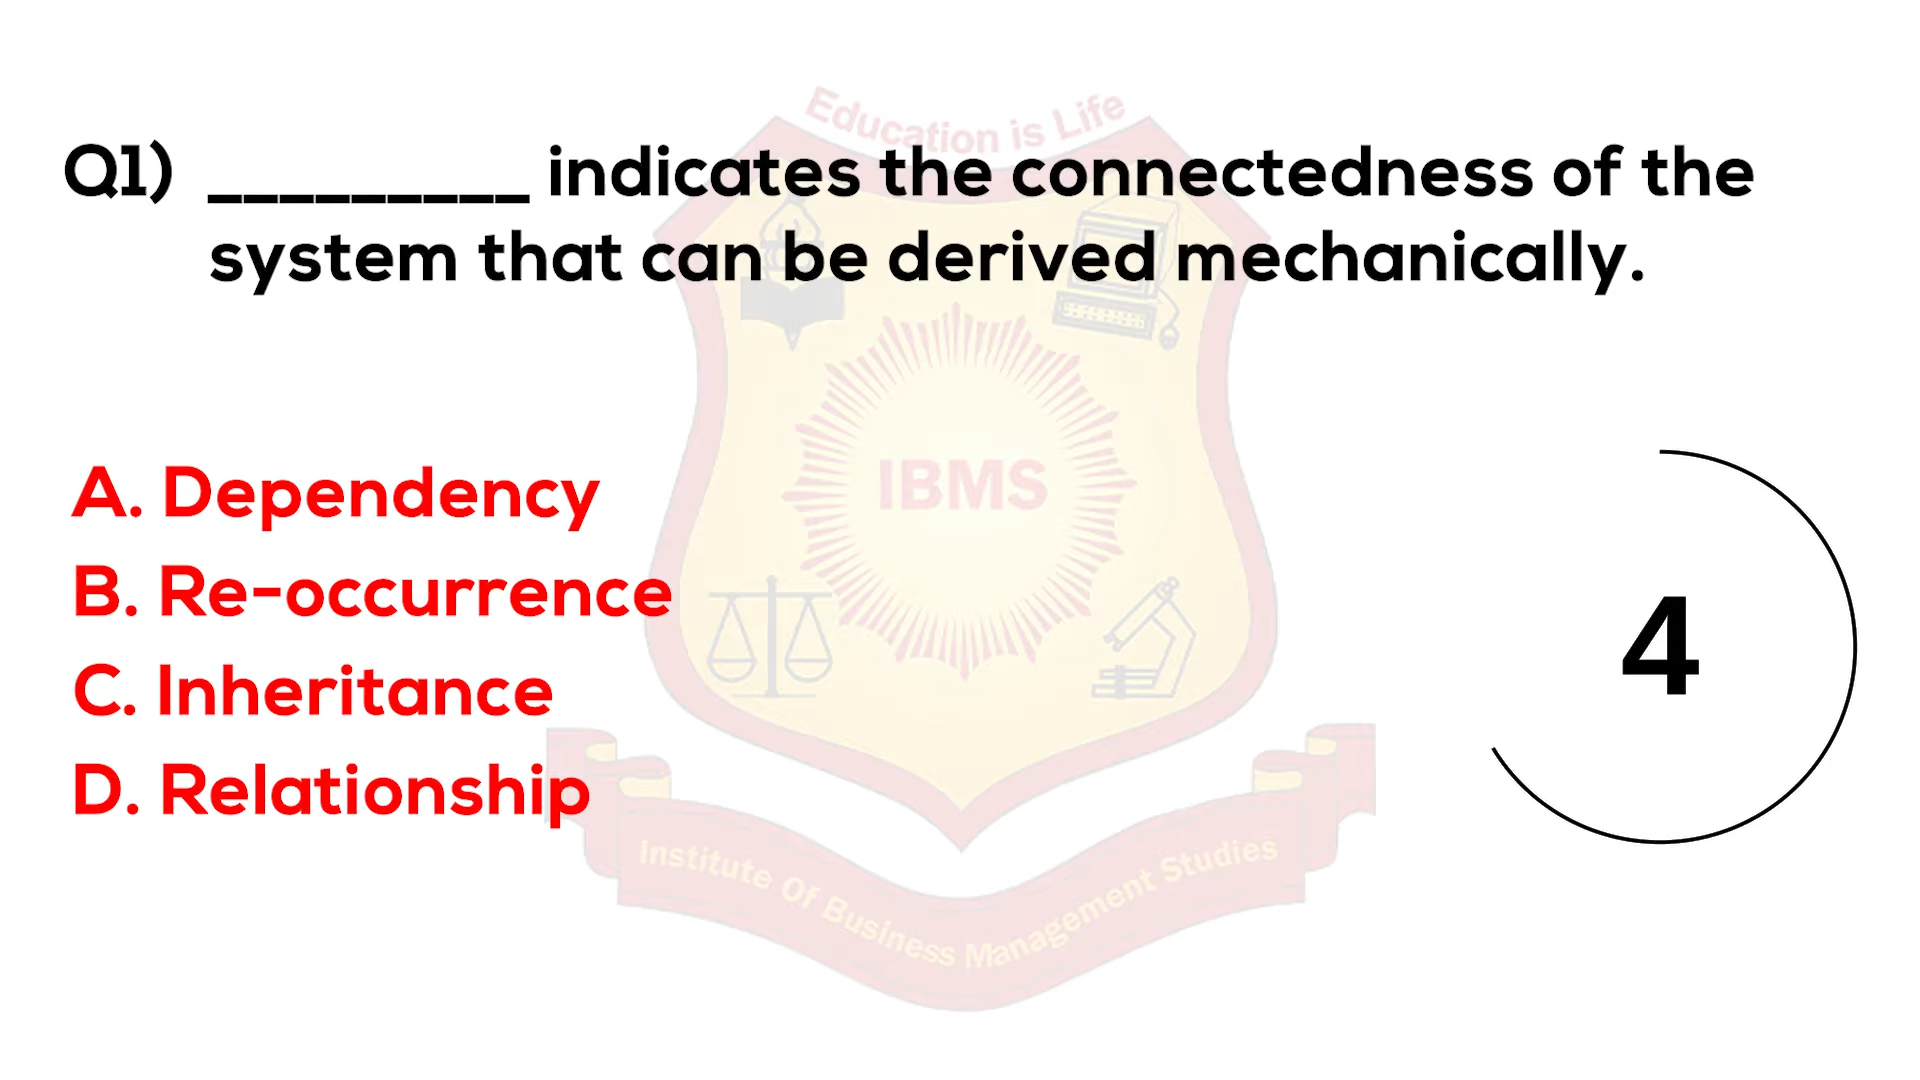 Education is Life
Q1) _________ indicates the connectedness of the
system that can be derived mechanically.
IBMS
A. Dependency
B. Re-occurrence
C. Inheritance
D. Relationship
4
Institute Of Business Management Studies